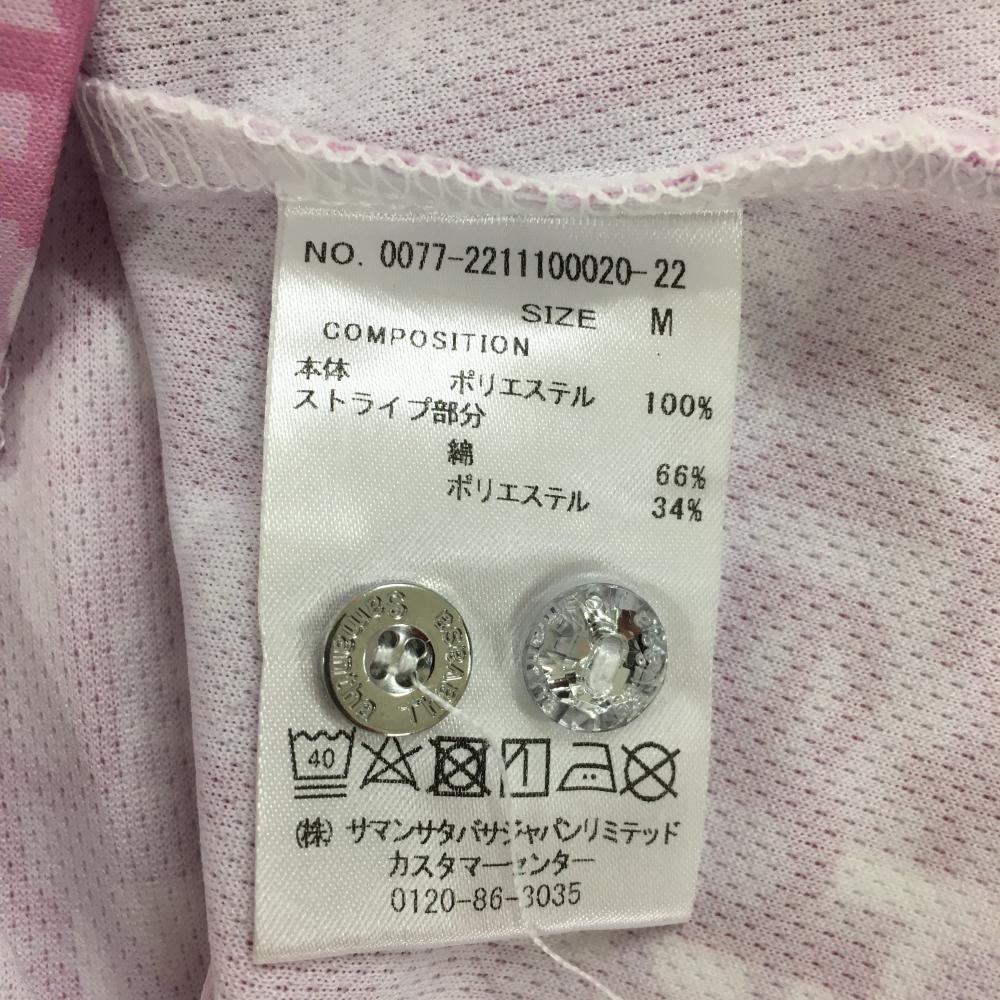 NO. 0077-2211100020-22
SIZE M
COMPOSITION
本体 ポリエステル 100%
ストライプ部分
綿 66%
ポリエステル 34%
Samantha
40
(株) サマンサタバサジャパンリミテッド
カスタマーセンター
0120-86-3035